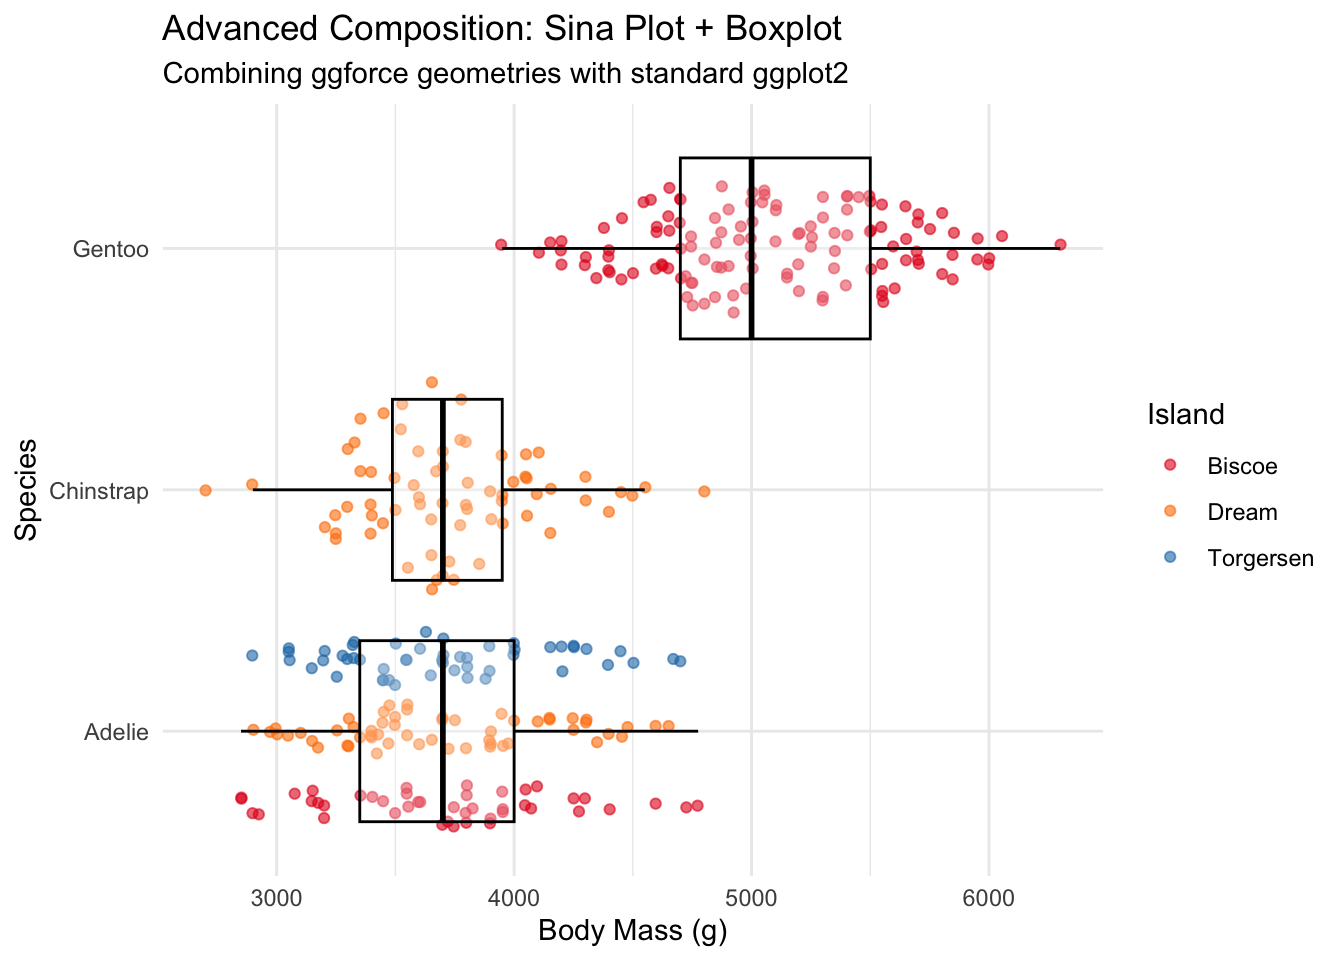 Advanced Composition: Sina Plot + Boxplot
Combining ggforce geometries with standard ggplot2
Gentoo
Chinstrap
Adelie
Species
3000 4000 5000 6000
Body Mass (g)
Island
Biscoe
Dream
Torgersen